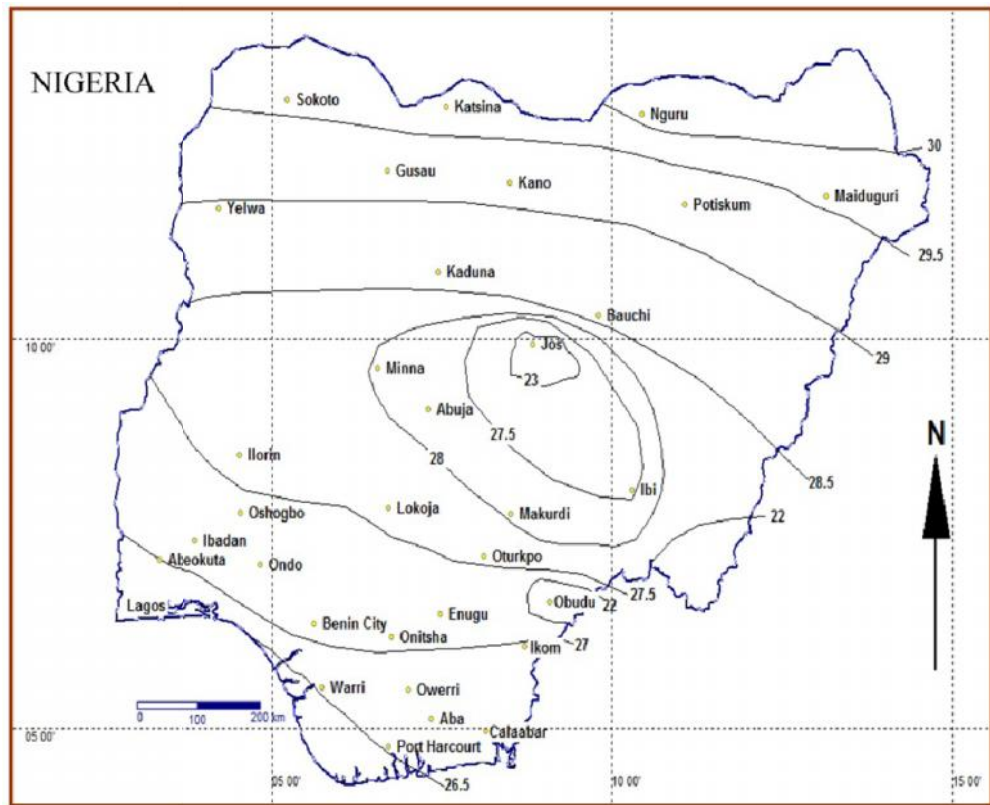 NIGERIA
Sokoto
Katsina
Nguru
30
Gusau
Kano
Potiskum
Maiduguri
Yelwa
29.5
Kaduna
Bauchi
10 00'
Jos
29
Minna
23
Abuja
27.5
N
28
Ilorin
28.5
Ibi
Oshogbo
Lokoja
Makurdi
22
Ibadan
Abeokuta
Ondo
Oturkpo
27.5
Lagos
Obudu
22
Benin City
Enugu
Onitsha
Ikom
27
Warri
Owerri
0 100 200 km
Aba
Calaabar
05 00'
Port Harcourt
05 00'
26.5
10 00'
15 00'